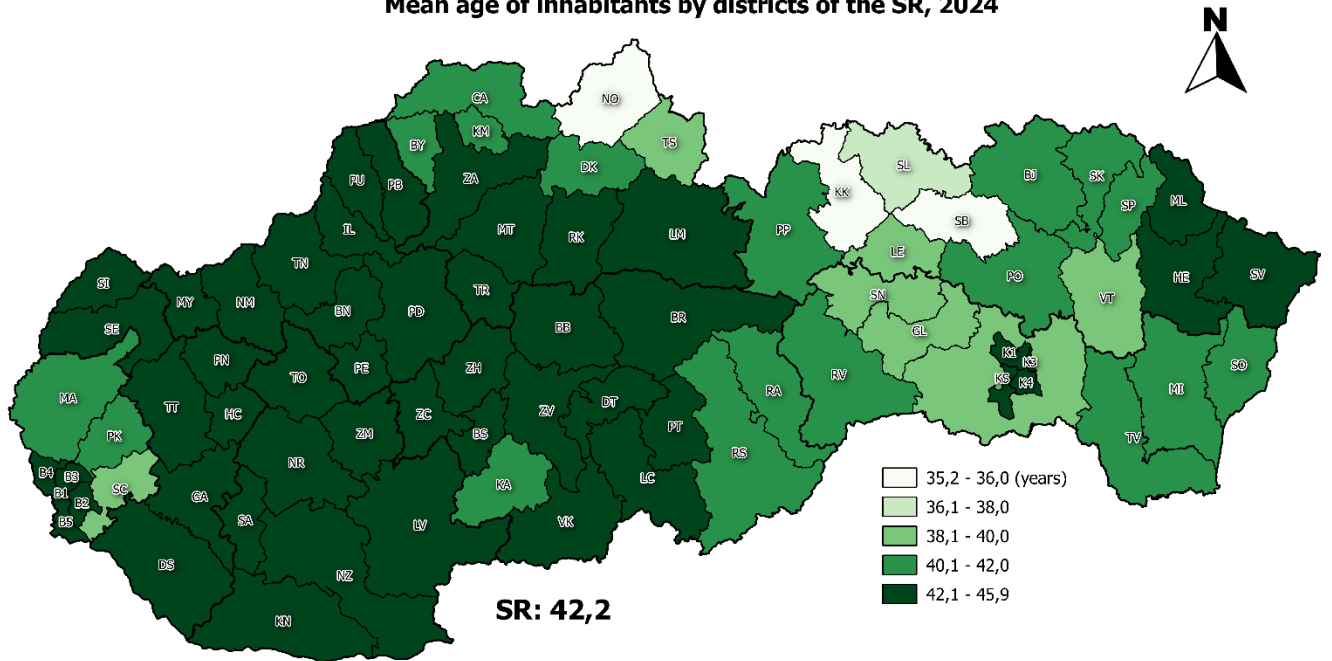 Mean age of inhabitants by districts of the SR, 2024
N
CA
NO
KM
BY
TS
DK
PU
PB
ZA
SL
BJ
SK
KK
SP
ML
SB
IL
MT
RK
LM
PP
LE
PO
HE
SV
TN
SI
MY
NM
BN
PD
TR
SN
VT
SE
BB
BR
GL
K1
K3
PN
TO
PE
ZH
KS
K4
SO
MA
TT
HC
ZC
ZV
DT
RA
RV
MI
PK
ZM
BS
PT
TV
B4
B3
SC
NR
RS
B1
B2
GA
KA
LC
B5
SA
LV
VK
DS
NZ
KN
35,2 - 36,0 (years)
36,1 - 38,0
38,1 - 40,0
40,1 - 42,0
42,1 - 45,9
SR: 42,2